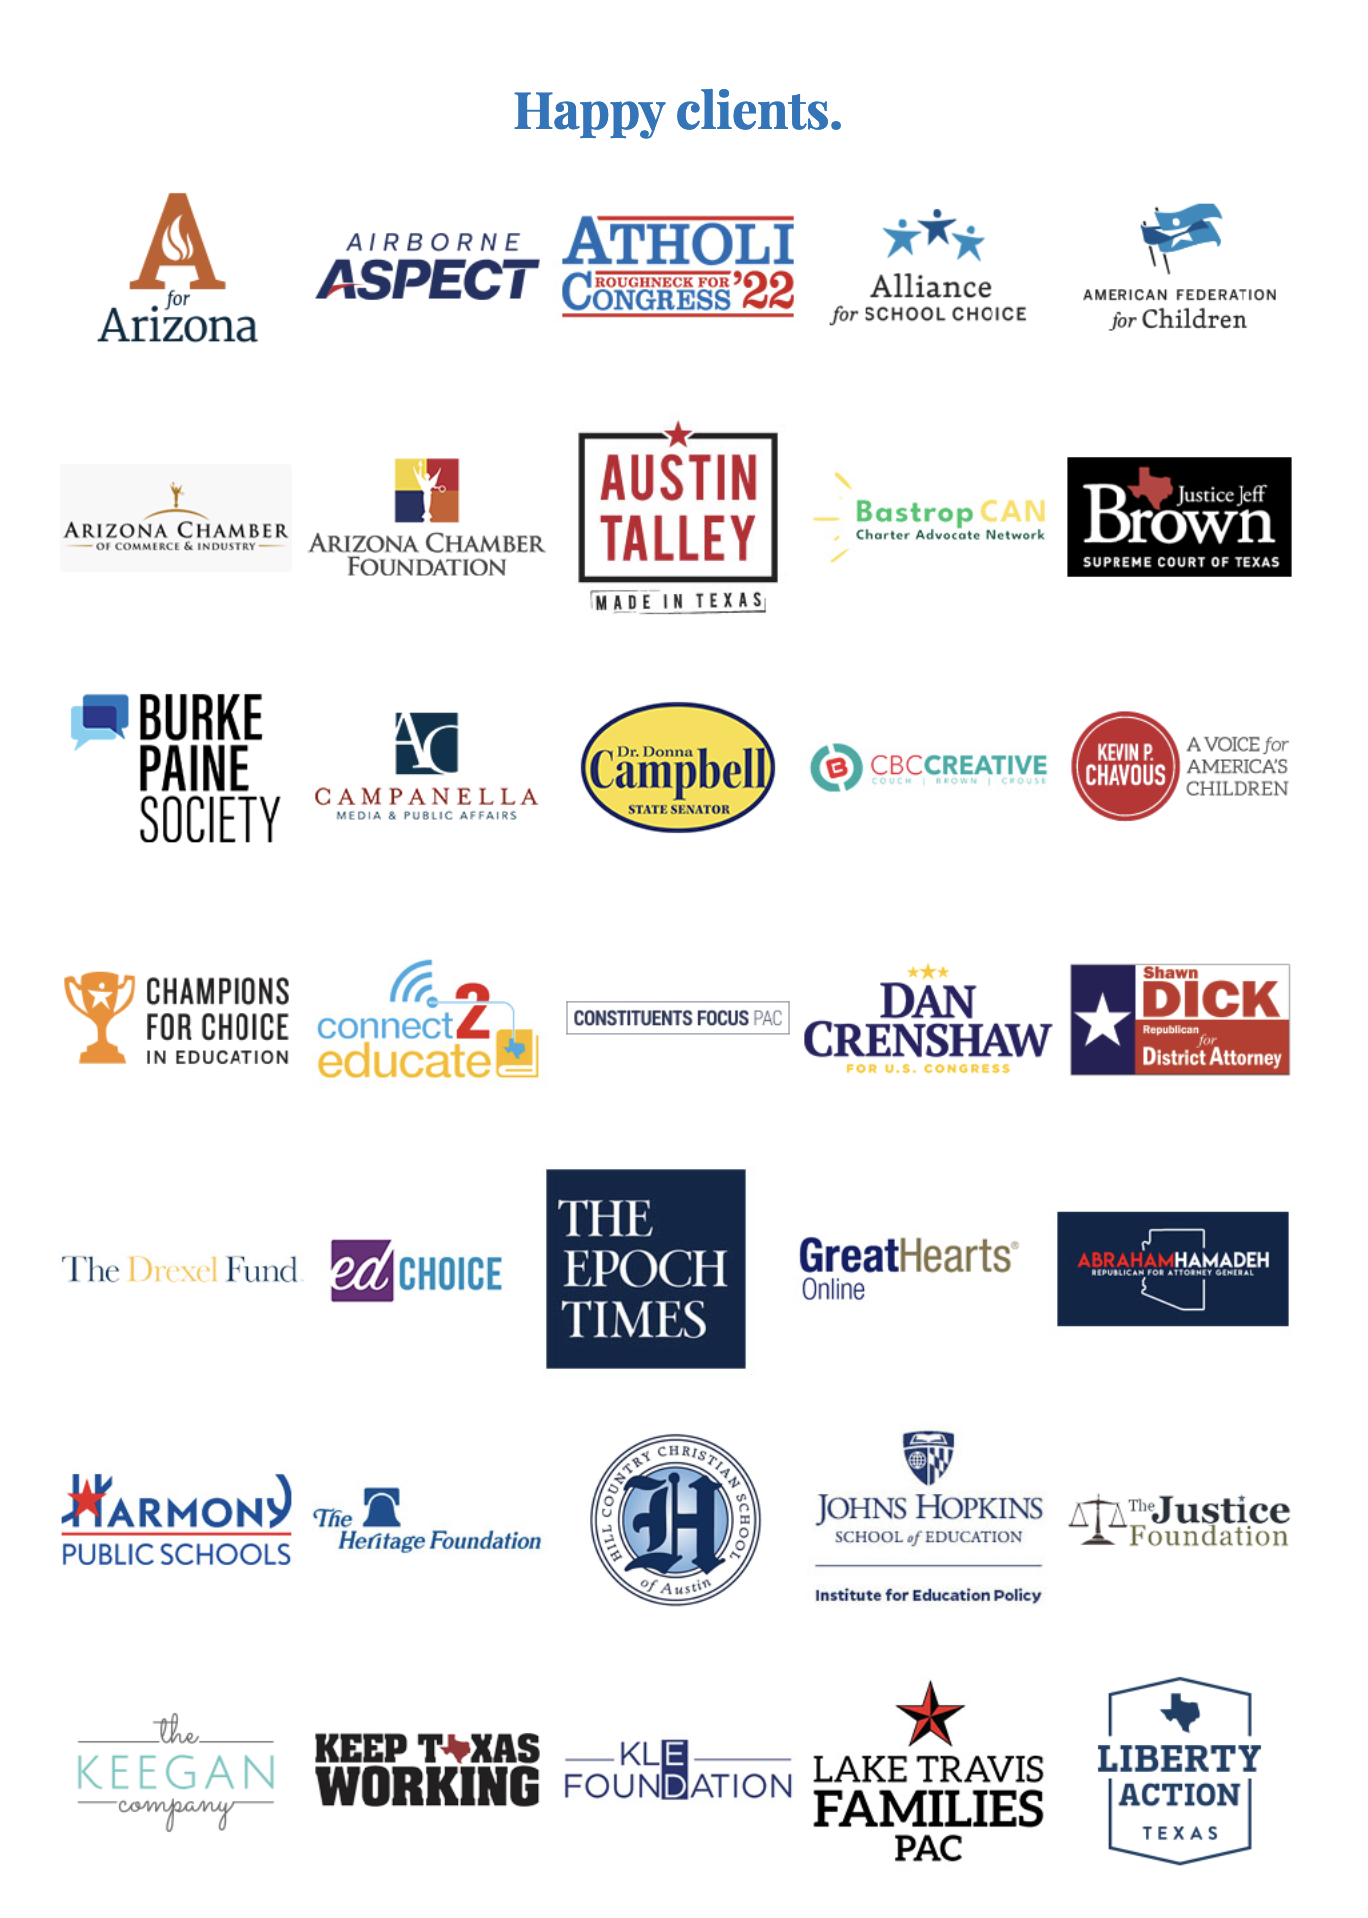 Happy clients.
A
for
Arizona
AIRBORNE
ASPECT
ATHOLI
CONGRESS
ROUGHNECK FOR
'22
Alliance
for SCHOOL CHOICE
AMERICAN FEDERATION
for Children
ARIZONA CHAMBER
OF COMMERCE & INDUSTRY
ARIZONA CHAMBER
FOUNDATION
AUSTIN
TALLEY
MADE IN TEXAS
Bastrop CAN
Charter Advocate Network
Justice Jeff
Brown
SUPREME COURT OF TEXAS
BURKE
PAINE
SOCIETY
AC
CAMPANELLA
MEDIA & PUBLIC AFFAIRS
Dr. Donna
Campbell
STATE SENATOR
B
CBCCREATIVE
COUCH | BROWN | CROUSE
KEVIN P.
CHAVOUS
A VOICE for
AMERICA'S
CHILDREN
CHAMPIONS
FOR CHOICE
IN EDUCATION
connect2
educate
CONSTITUENTS FOCUS PAC
DAN
CRENSHAW
FOR U.S. CONGRESS
Shawn
DICK
Republican
for
District Attorney
The Drexel Fund
ed CHOICE
THE
EPOCH
TIMES
GreatHearts®
Online
ABRAHAMHAMADEH
REPUBLICAN FOR ATTORNEY GENERAL
HARMONY
PUBLIC SCHOOLS
The
Heritage Foundation
HILL COUNTRY CHRISTIAN SCHOOL
H
of Austin
JOHNS HOPKINS
SCHOOL of EDUCATION
Institute for Education Policy
The Justice
Foundation
the
KEEGAN
company
KEEP TEXAS
WORKING
KLE
FOUNDATION
LAKE TRAVIS
FAMILIES
PAC
LIBERTY
ACTION
TEXAS